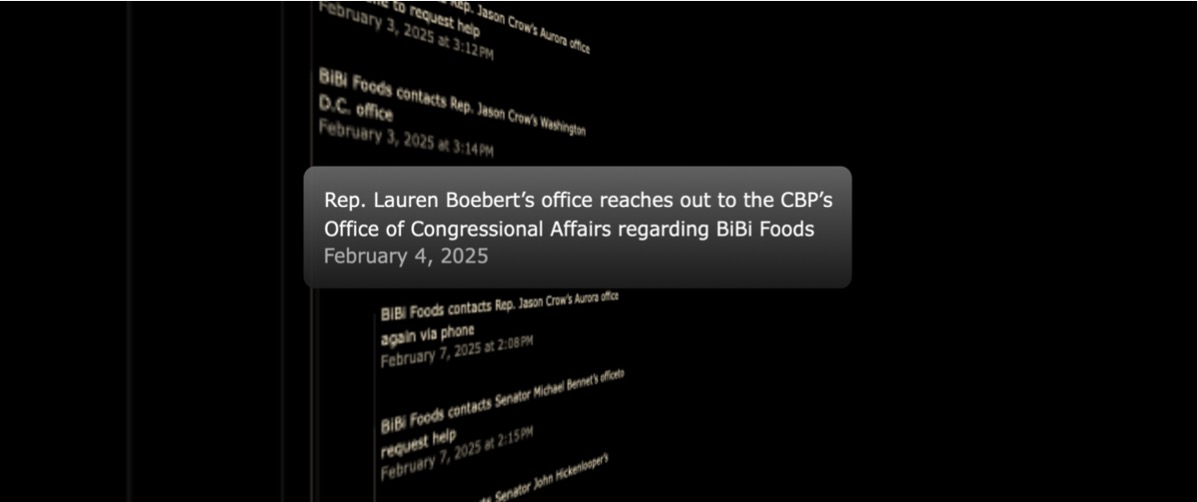 to request help
Rep. Jason Crow's Aurora office
February 3, 2025 at 3:12PM
BiBi Foods contacts Rep. Jason Crow's Washington
D.C. office
February 3, 2025 at 3:14PM
Rep. Lauren Boebert's office reaches out to the CBP's
Office of Congressional Affairs regarding BiBi Foods
February 4, 2025
BiBi Foods contacts Rep. Jason Crow's Aurora office
again via phone
February 7, 2025 at 2:08PM
BiBi Foods contacts Senator Michael Bennet's officeto
request help
February 7, 2025 at 2:15PM
Senator John Hickenlooper's